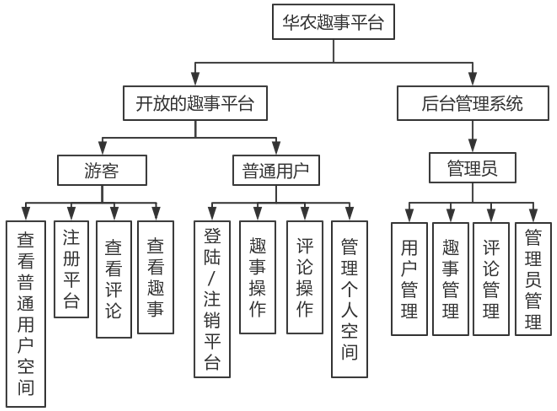 华农趣事平台
开放的趣事平台
后台管理系统
游客
普通用户
管理员
查看普通用户空间
注册平台
查看评论
查看趣事
登陆/注销平台
趣事操作
评论操作
管理个人空间
用户管理
趣事管理
评论管理
管理员管理